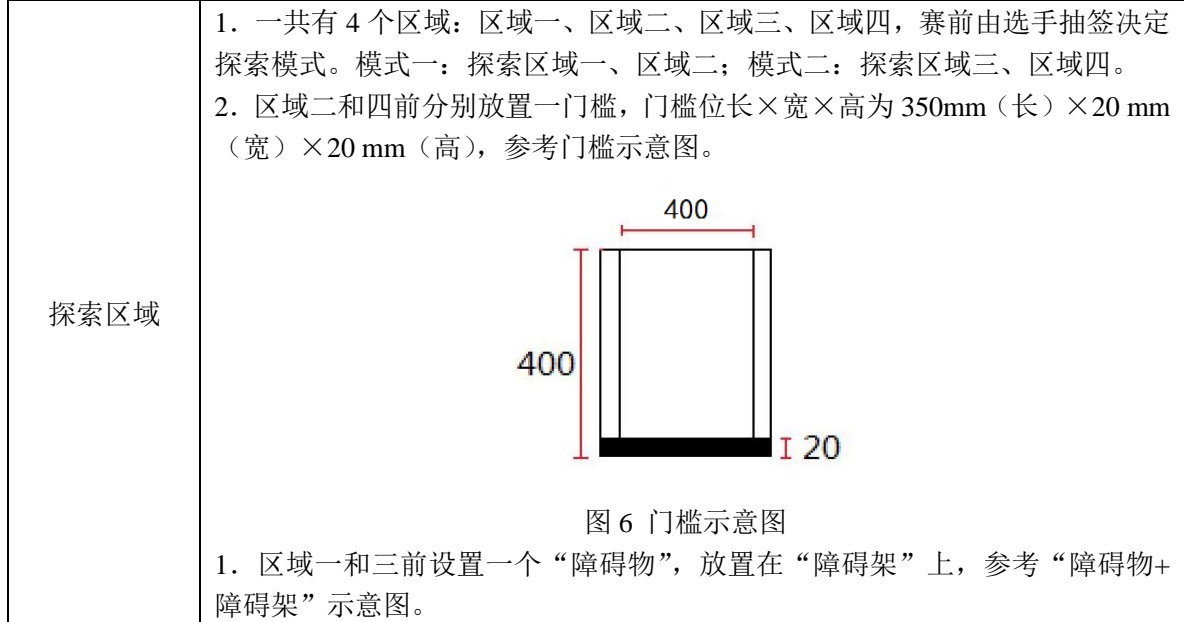 1．一共有 4 个区域：区域一、区域二、区域三、区域四，赛前由选手抽签决定
探索模式。模式一：探索区域一、区域二；模式二：探索区域三、区域四。
2．区域二和四前分别放置一门槛，门槛位长×宽×高为 350mm（长）×20 mm
（宽）×20 mm（高），参考门槛示意图。
400
探索区域
400
20
图 6 门槛示意图
1．区域一和三前设置一个“障碍物”，放置在“障碍架”上，参考“障碍物+
障碍架”示意图。